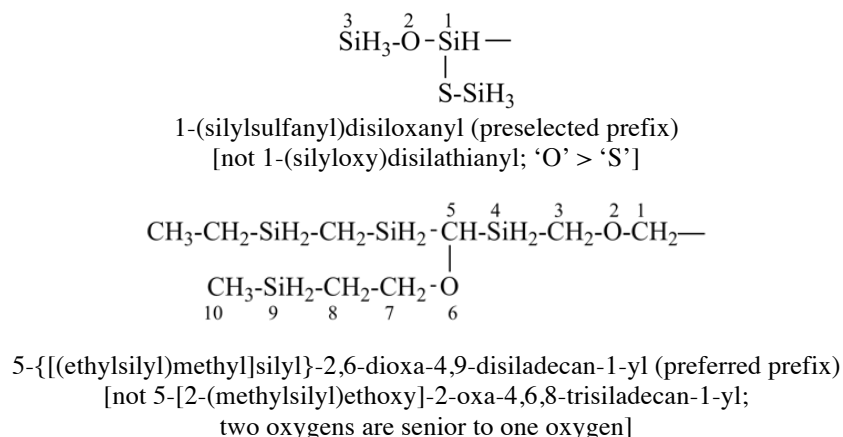 3 2 1
SiH3-O-SiH—
S-SiH3
1-(silylsulfanyl)disiloxanyl (preselected prefix)
[not 1-(silyloxy)disilathianyl; ‘O’ > ‘S’]
5 4 3 2 1
CH3-CH2-SiH2-CH2-SiH2-CH-SiH2-CH2-O-CH2—
CH3-SiH2-CH2-CH2-O
10 9 8 7 6
5-{[(ethylsilyl)methyl]silyl}-2,6-dioxa-4,9-disiladecan-1-yl (preferred prefix)
[not 5-[2-(methylsilyl)ethoxy]-2-oxa-4,6,8-trisiladecan-1-yl;
two oxygens are senior to one oxygen]